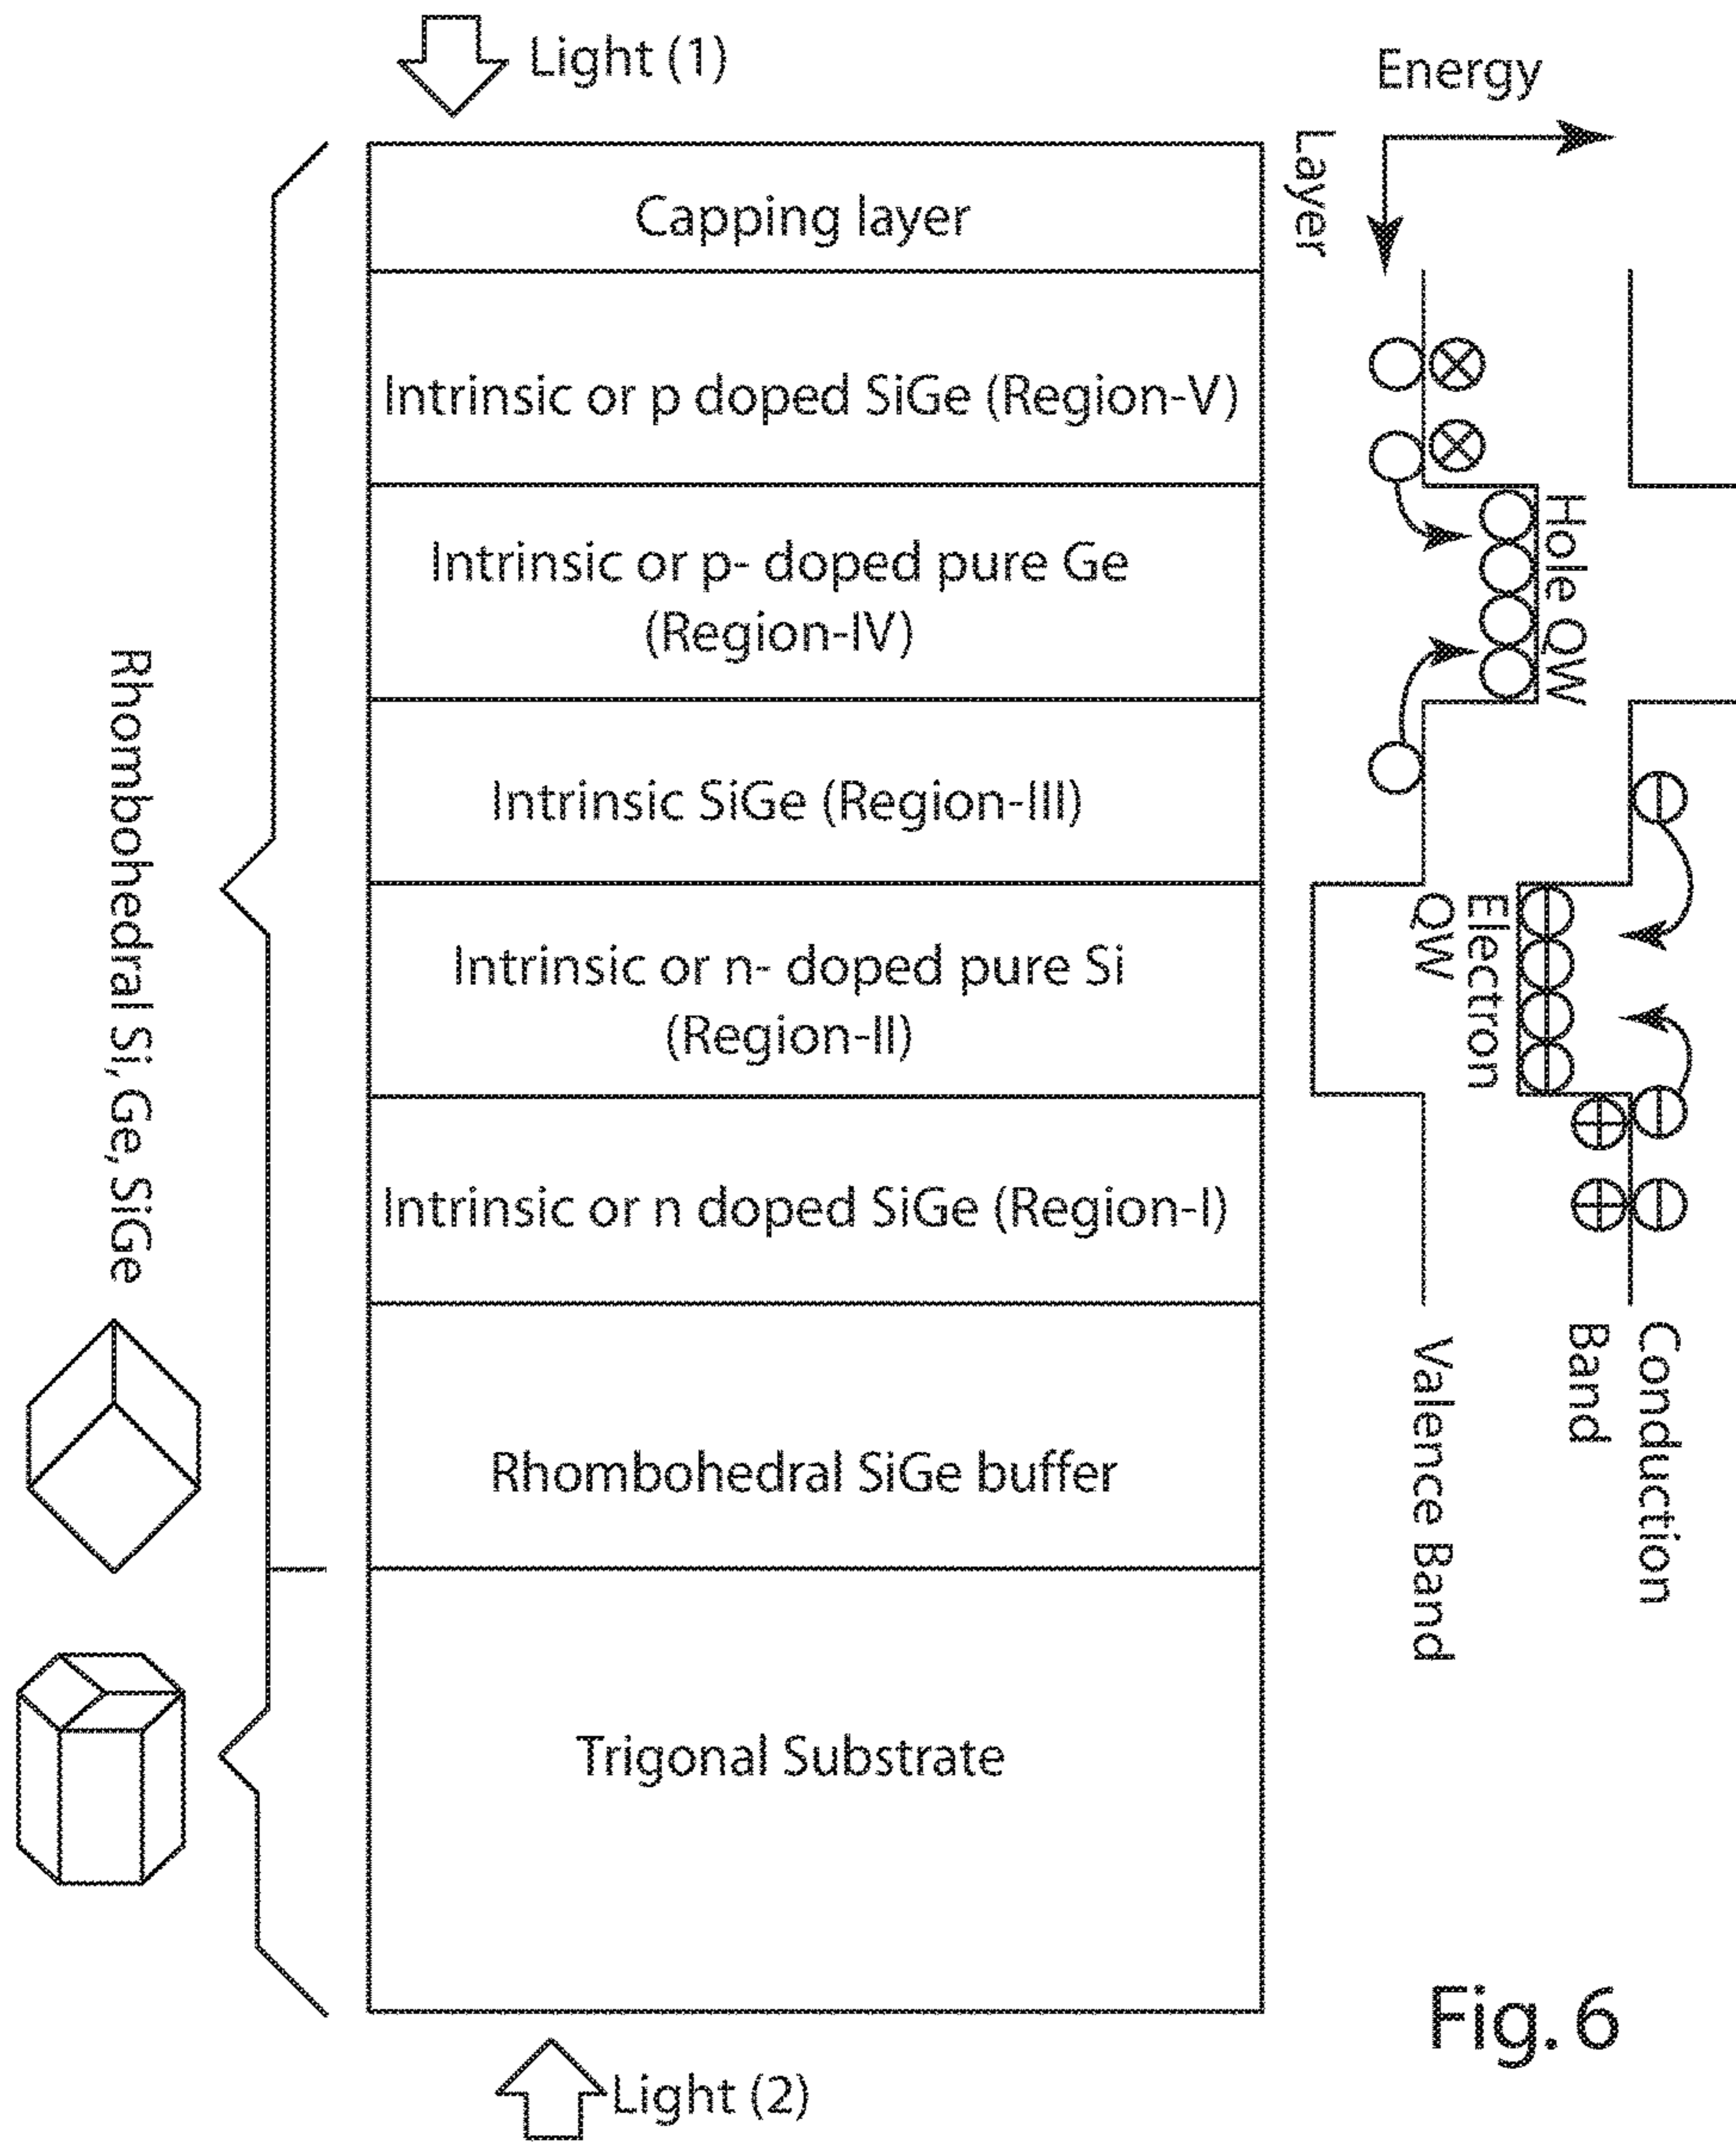 Light (1)
Energy
Layer
Capping layer
Intrinsic or p doped SiGe (Region-V)
Intrinsic or p- doped pure Ge
(Region-IV)
Hole QW
Intrinsic SiGe (Region-III)
Intrinsic or n- doped pure Si
(Region-II)
Electron
QW
Intrinsic or n doped SiGe (Region-I)
Rhombohedral Si, Ge, SiGe
Rhombohedral SiGe buffer
Conduction
Band
Valence Band
Trigonal Substrate
Light (2)
Fig. 6